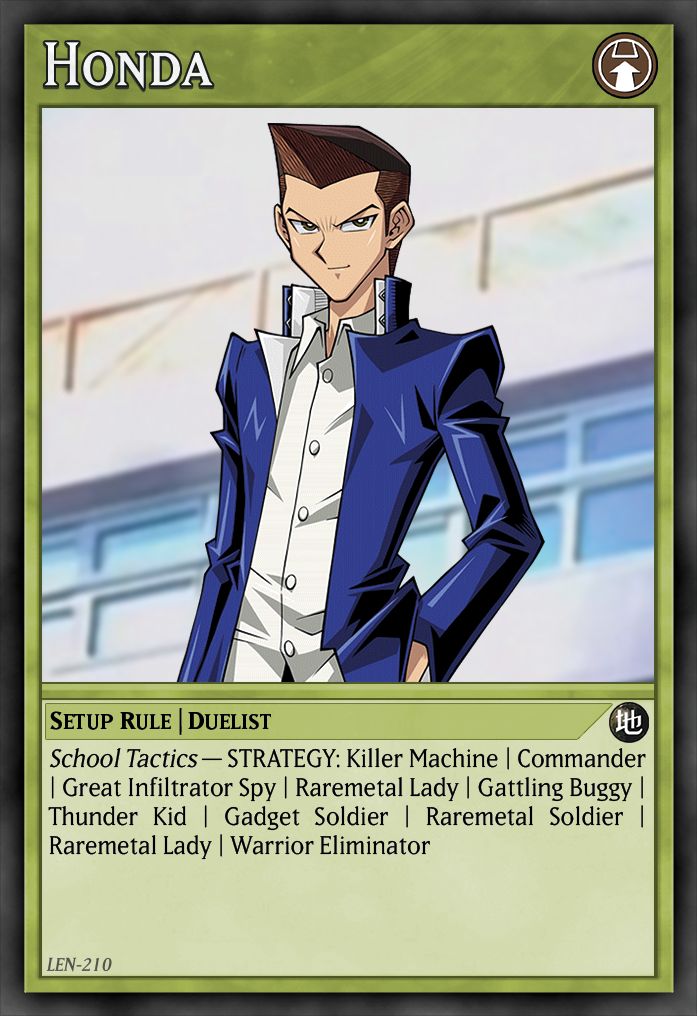 Honda
Setup Rule | Duelist
地
School Tactics — STRATEGY: Killer Machine | Commander
| Great Infiltrator Spy | Raremetal Lady | Gattling Buggy |
Thunder Kid | Gadget Soldier | Raremetal Soldier |
Raremetal Lady | Warrior Eliminator
LEN-210